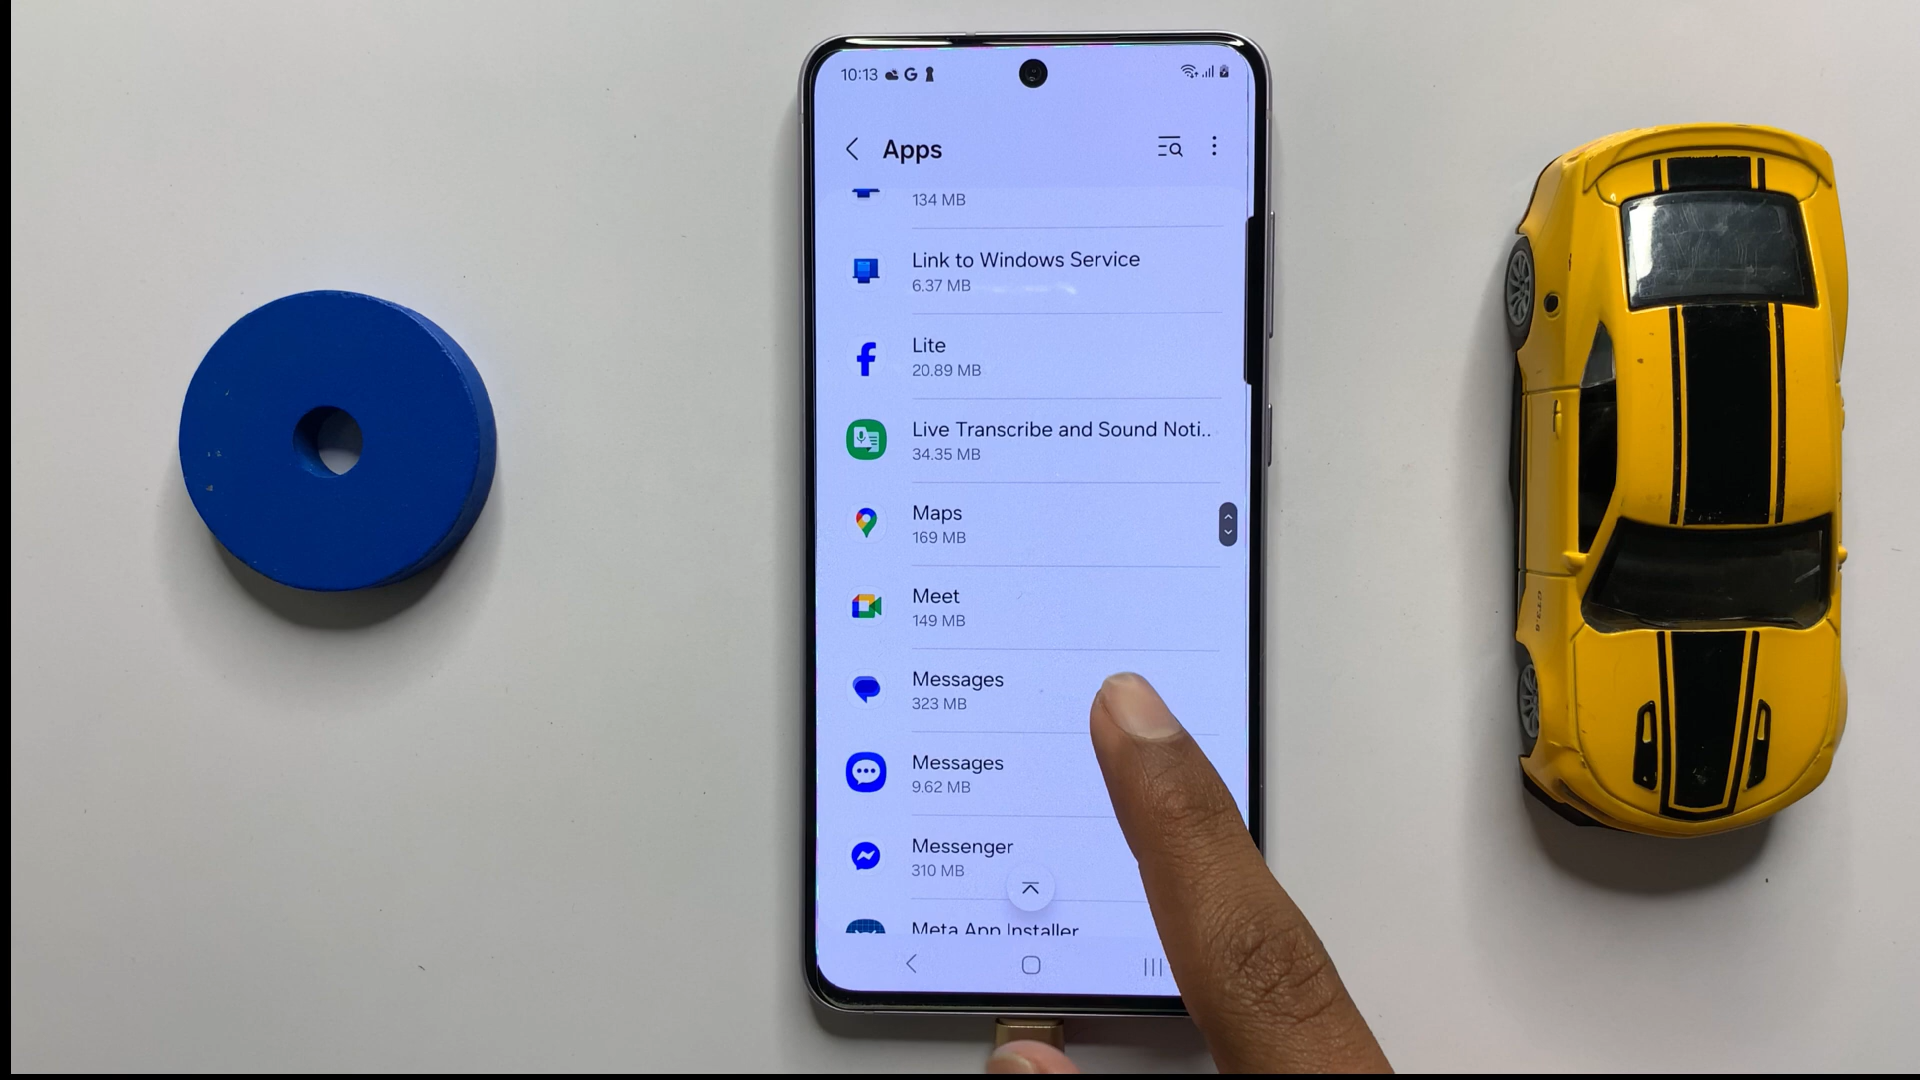 10:13
Apps
134 MB
Link to Windows Service
6.37 MB
Lite
20.89 MB
Live Transcribe and Sound Noti..
34.35 MB
Maps
169 MB
Meet
149 MB
Messages
323 MB
Messages
9.62 MB
Messenger
310 MB
Meta App Installer